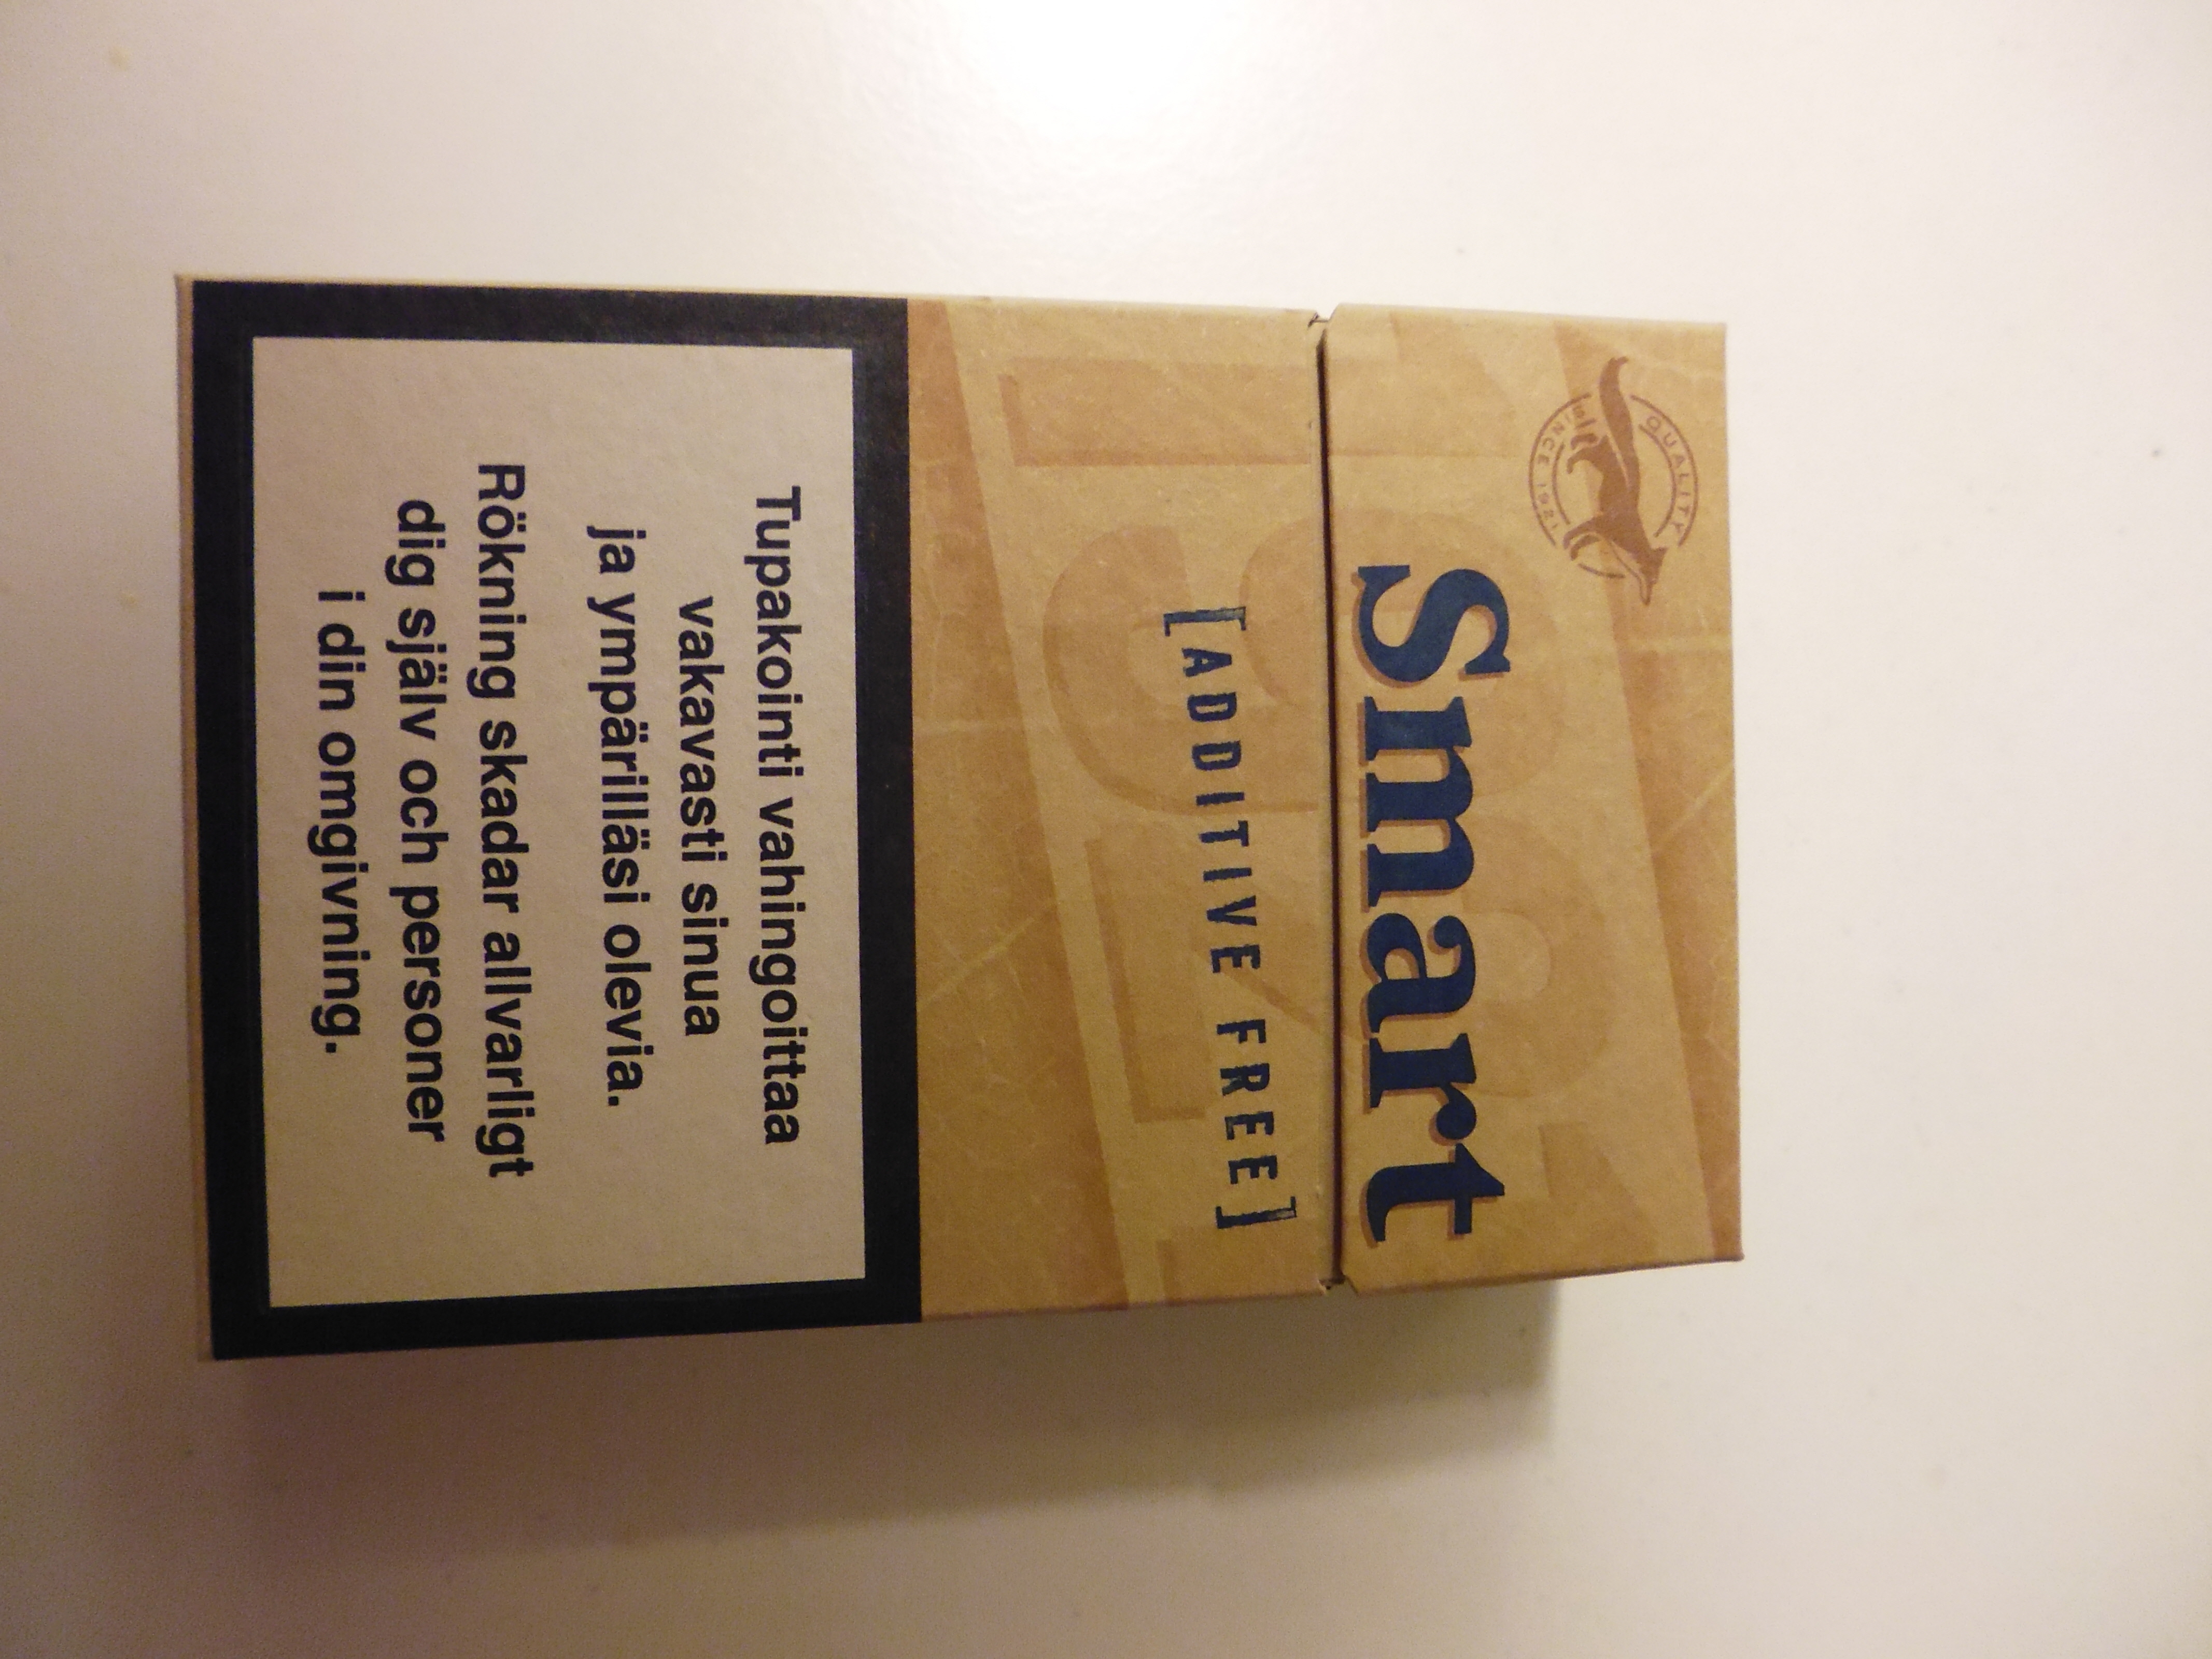 QUALITY
SINCE 1921
Smart
[ADDITIVE FREE]
Tupakointi vahingoittaa
vakavasti sinua
ja ympärilläsi olevia.
Rökning skadar allvarligt
dig själv och personer
i din omgivning.